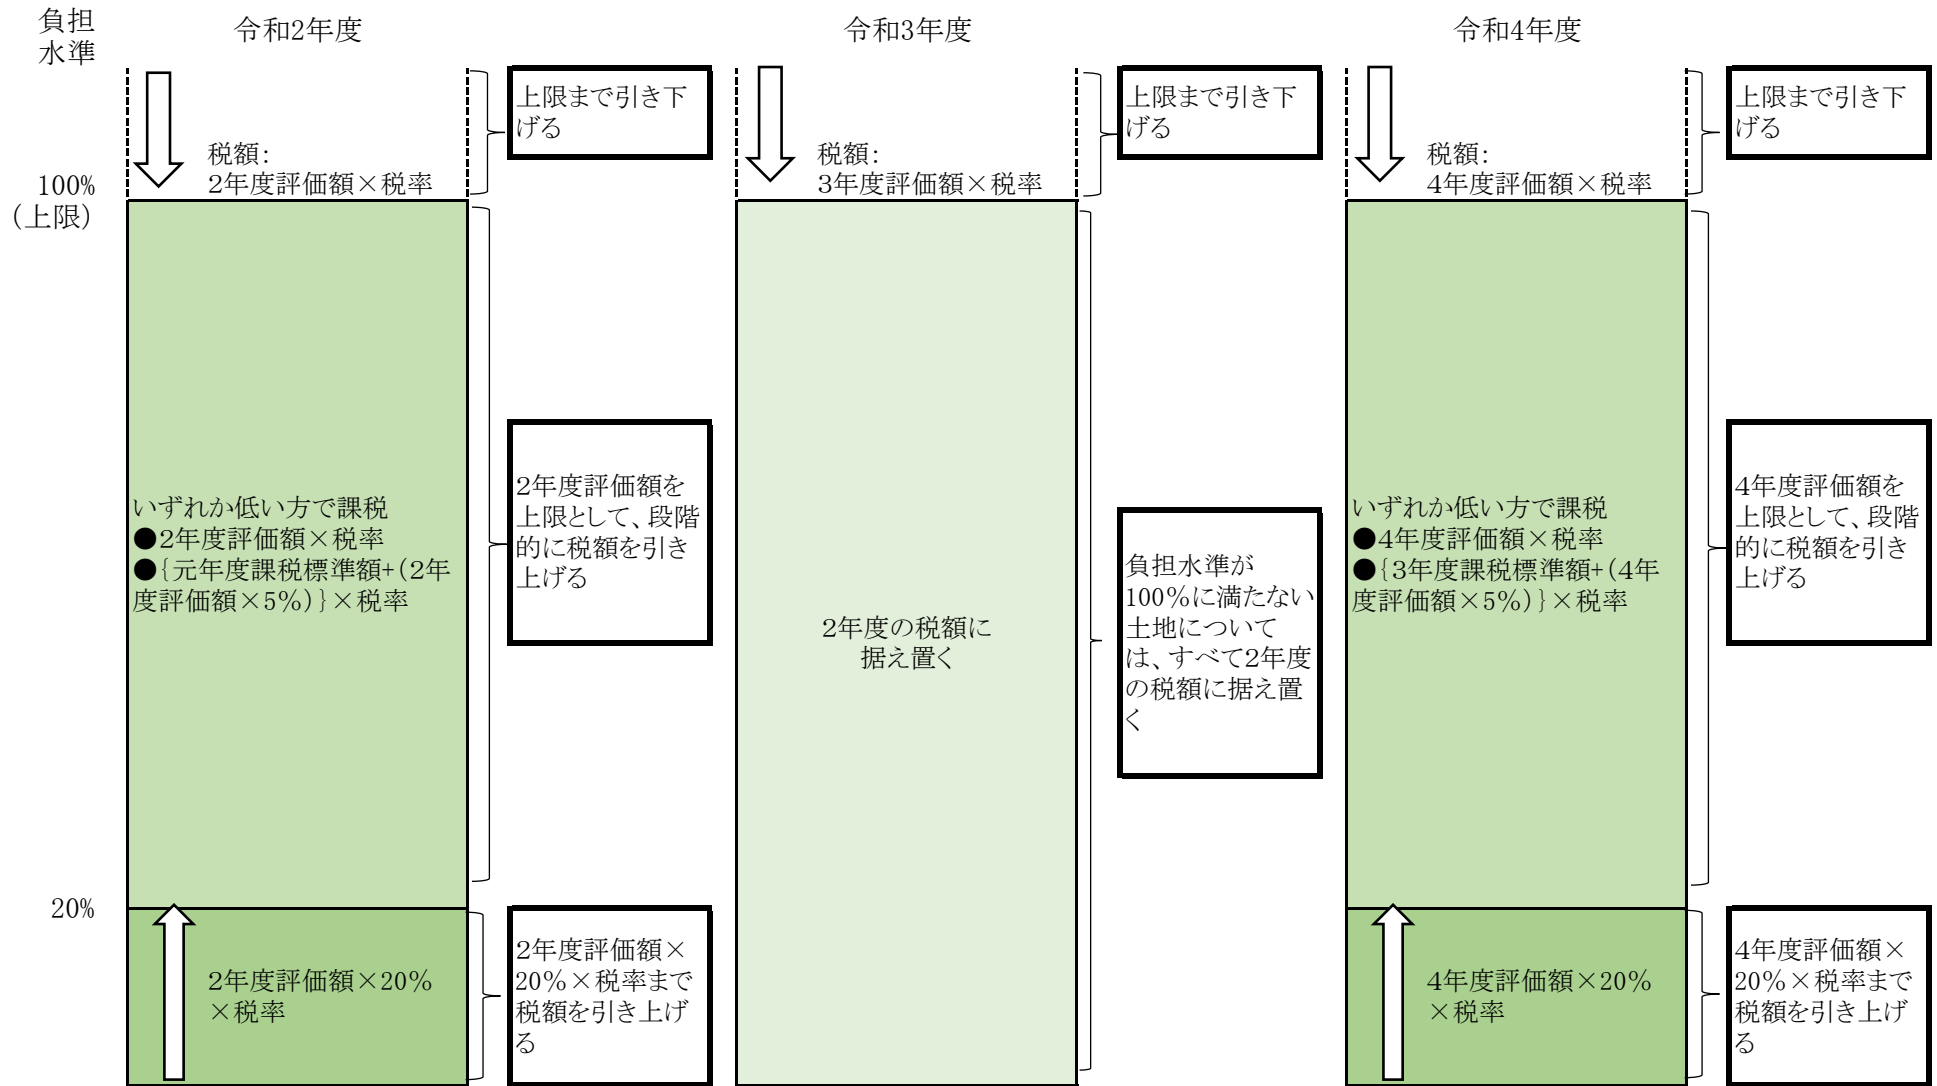 負担
水準
令和2年度
令和3年度
令和4年度
100%
（上限）
20%
税額：
２年度評価額×税率
上限まで引き下
げる
いずれか低い方で課税
●２年度評価額×税率
●{元年度課税標準額+（２年
度評価額×５％）}×税率
２年度評価額を
上限として、段階
的に税額を引き
上げる
２年度評価額×20％
×税率
２年度評価額×
20％×税率まで
税額を引き上げ
る
税額：
３年度評価額×税率
上限まで引き下
げる
２年度の税額に
据え置く
負担水準が
100％に満たない
土地について
は、すべて２年度
の税額に据え置
く
税額：
４年度評価額×税率
上限まで引き下
げる
いずれか低い方で課税
●４年度評価額×税率
●{３年度課税標準額+（４年
度評価額×５％）}×税率
４年度評価額を
上限として、段階
的に税額を引き
上げる
４年度評価額×20％
×税率
４年度評価額×
20％×税率まで
税額を引き上げ
る